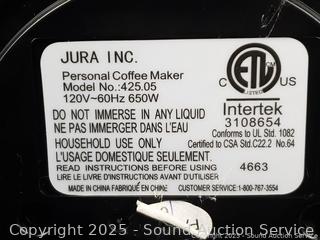 JURA INC.
Personal Coffee Maker
Model No.:425.05
120V~60Hz 650W
C ETL US
LISTED
Intertek
3108654
DO NOT IMMERSE IN ANY LIQUID
NE PAS IMMERGER DANS L'EAU
Conforms to UL Std. 1082
HOUSEHOLD USE ONLY
Certified to CSA Std.C22.2 No.64
L'USAGE DOMESTIQUE SEULEMENT.
READ INSTRUCTIONS BEFORE USING
4663
LIRE LE LIVRE D'INSTRUCTIONS AVANT D'UTILISER
MADE IN CHINA FABRIQUÉ EN CHINE
CUSTOMER SERVICE:1-800-767-3554
Copyright 2025 - Sound Auction Service